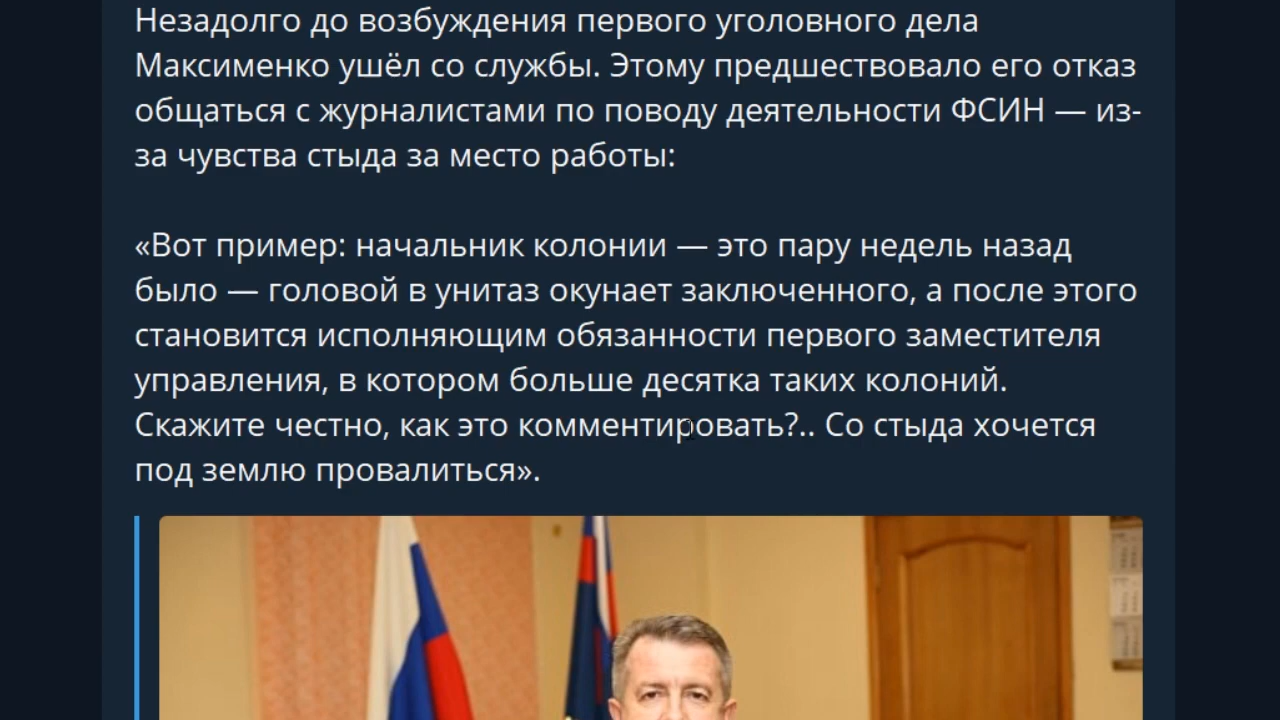 Незадолго до возбуждения первого уголовного дела
Максименко ушёл со службы. Этому предшествовало его отказ
общаться с журналистами по поводу деятельности ФСИН — из-
за чувства стыда за место работы:
«Вот пример: начальник колонии — это пару недель назад
было — головой в унитаз окунает заключенного, а после этого
становится исполняющим обязанности первого заместителя
управления, в котором больше десятка таких колоний.
Скажите честно, как это комментировать?.. Со стыда хочется
под землю провалиться».